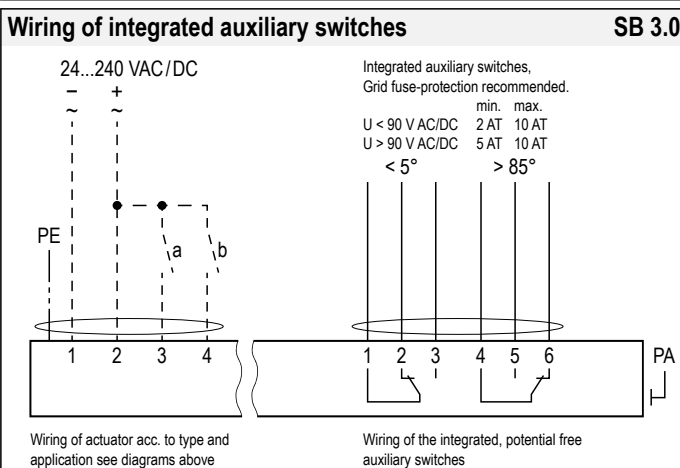 Wiring of integrated auxiliary switches SB 3.0
24...240 VAC/DC
– +
~ ~
Integrated auxiliary switches,
Grid fuse-protection recommended.
min. max.
U < 90 V AC/DC 2 AT 10 AT
U > 90 V AC/DC 5 AT 10 AT
< 5° > 85°
PE
a b
1 2 3 4 1 2 3 4 5 6 PA
Wiring of actuator acc. to type and
application see diagrams above
Wiring of the integrated, potential free
auxiliary switches